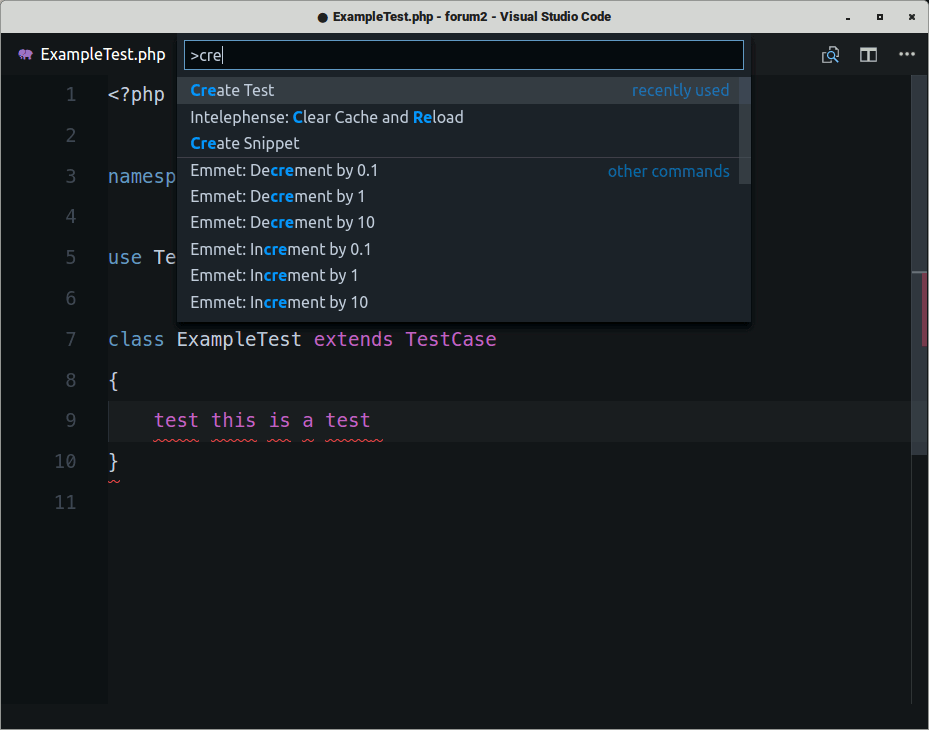 ● ExampleTest.php - forum2 - Visual Studio Code
ExampleTest.php
>cre
Create Test recently used
Intelephense: Clear Cache and Reload
Create Snippet
Emmet: Decrement by 0.1 other commands
Emmet: Decrement by 1
Emmet: Decrement by 10
Emmet: Increment by 0.1
Emmet: Increment by 1
Emmet: Increment by 10
1 <?php
2
3 namesp
4
5 use Te
6
7 class ExampleTest extends TestCase
8 {
9 test this is a test
10 }
11